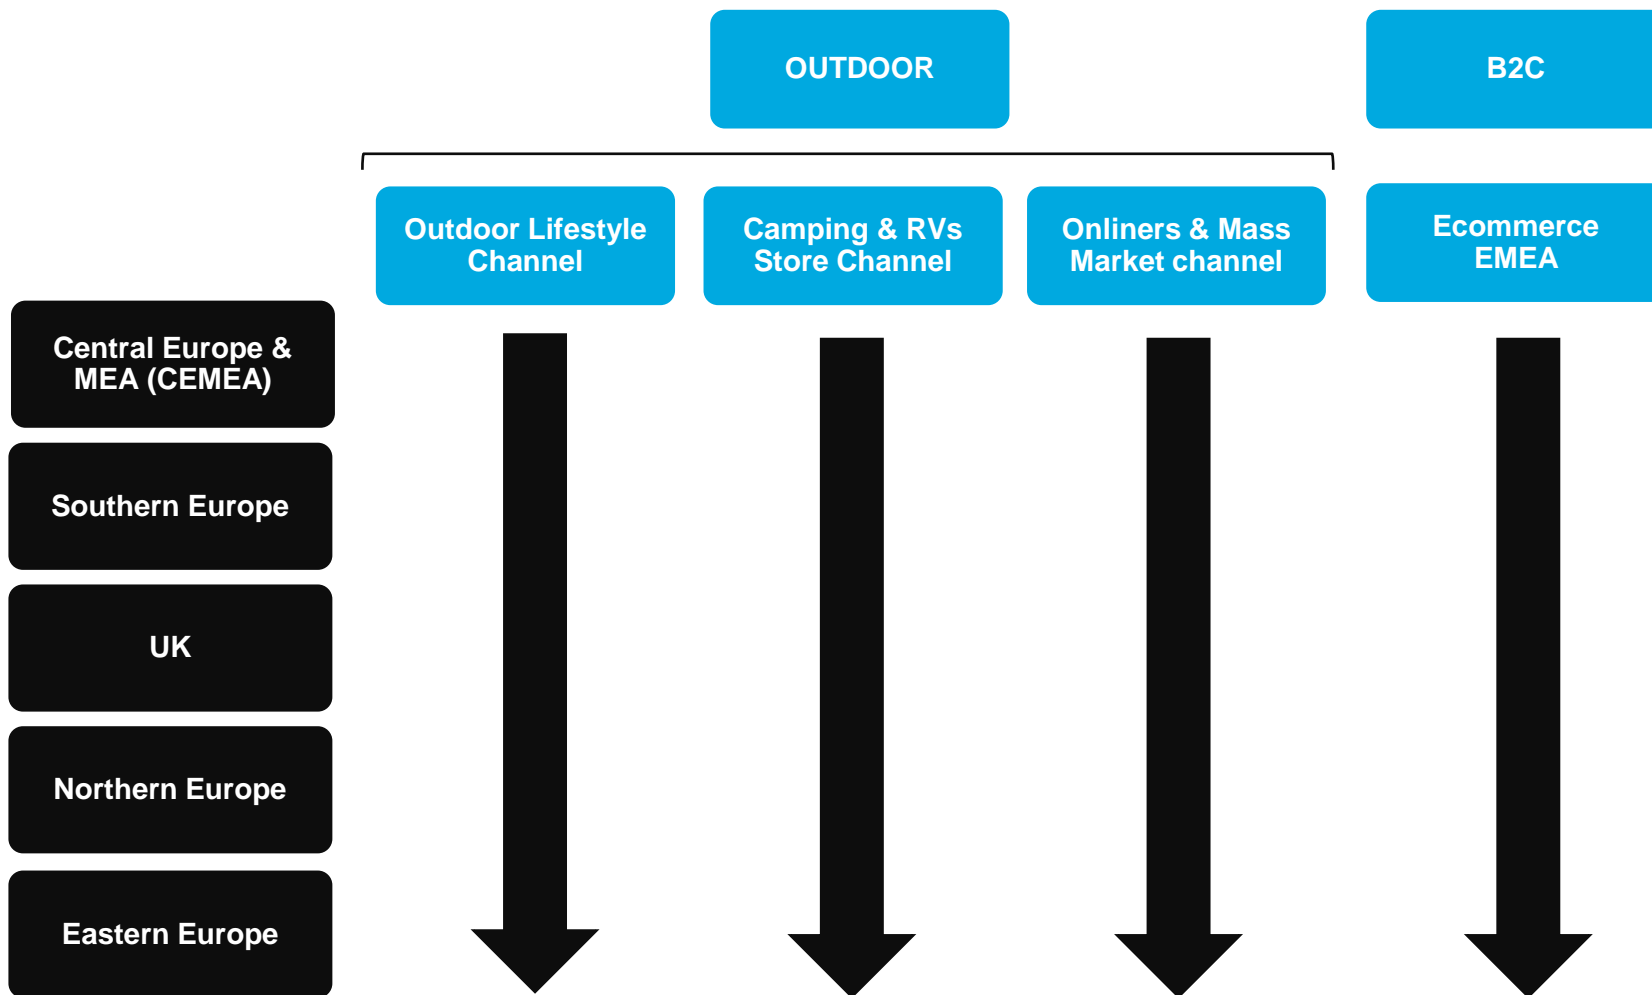 OUTDOOR
B2C
Outdoor Lifestyle
Channel
Camping & RVs
Store Channel
Onliners & Mass
Market channel
Ecommerce
EMEA
Central Europe &
MEA (CEMEA)
Southern Europe
UK
Northern Europe
Eastern Europe